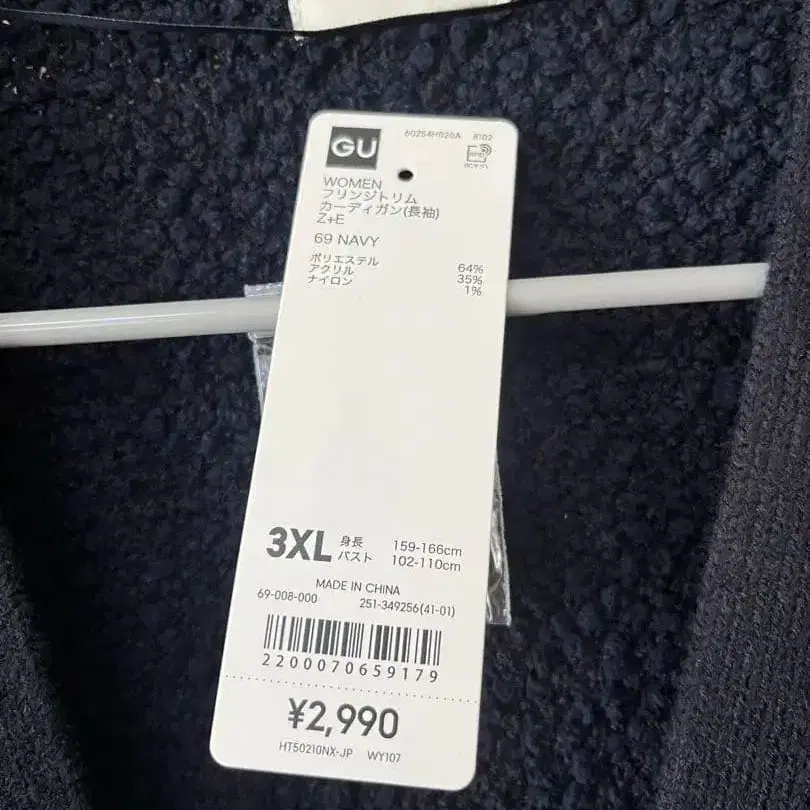 GU
60254H020A 8102
WOMEN
フリンジトリム
カーディガン(長袖)
Z+E
69 NAVY
ポリエステル 64%
アクリル 35%
ナイロン 1%
3XL
身長 159-166cm
バスト 102-110cm
MADE IN CHINA
69-008-000 251-349256(41-01)
2200070659179
¥2,990
HT50210NX-JP WY107